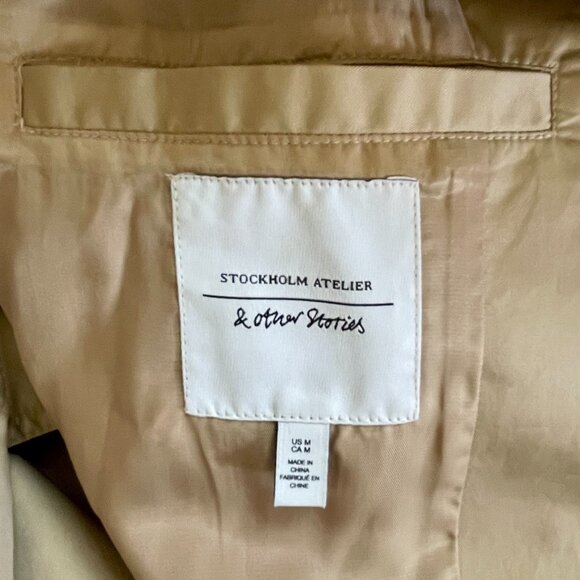 STOCKHOLM ATELIER
& other Stories
US M
CA M
MADE IN
CHINA
FABRIQUÉ EN
CHINE